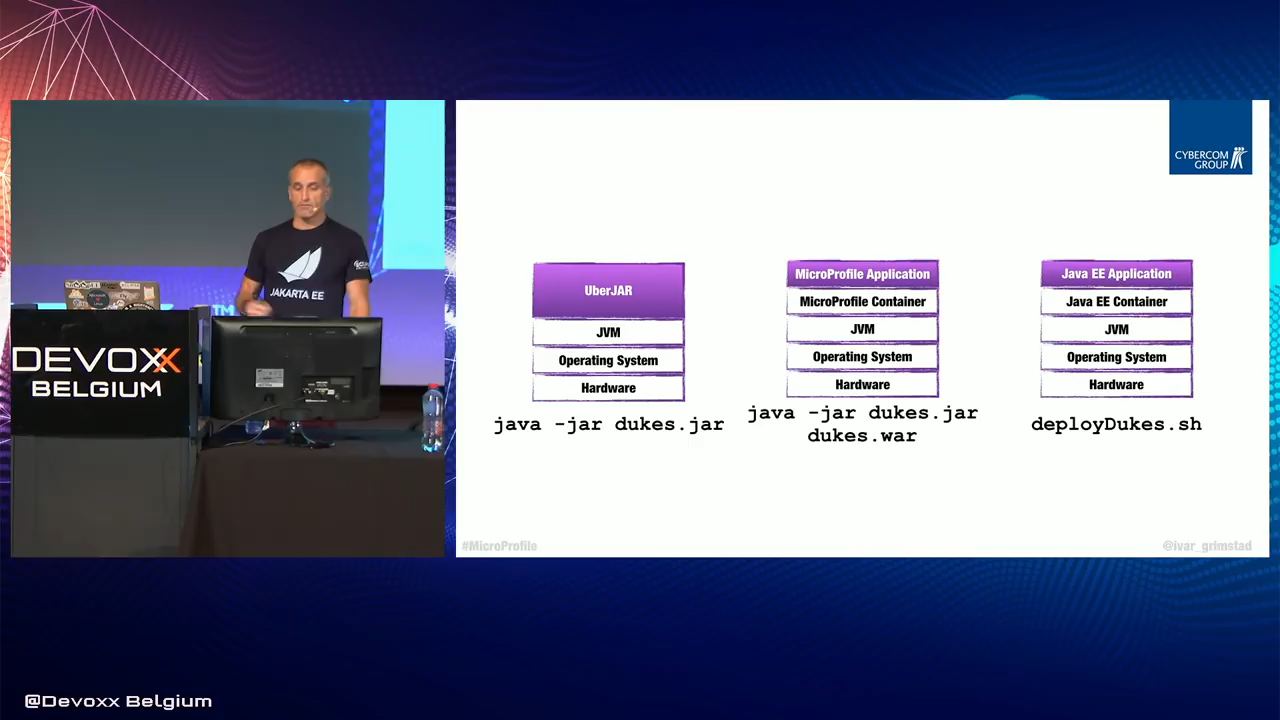 CYBERCOM
GROUP
UberJAR
JVM
Operating System
Hardware
java -jar dukes.jar
MicroProfile Application
MicroProfile Container
JVM
Operating System
Hardware
java -jar dukes.jar
dukes.war
Java EE Application
Java EE Container
JVM
Operating System
Hardware
deployDukes.sh
#MicroProfile
@ivar_grimstad
JAKARTA EE
DEVOXX
BELGIUM
@Devoxx Belgium